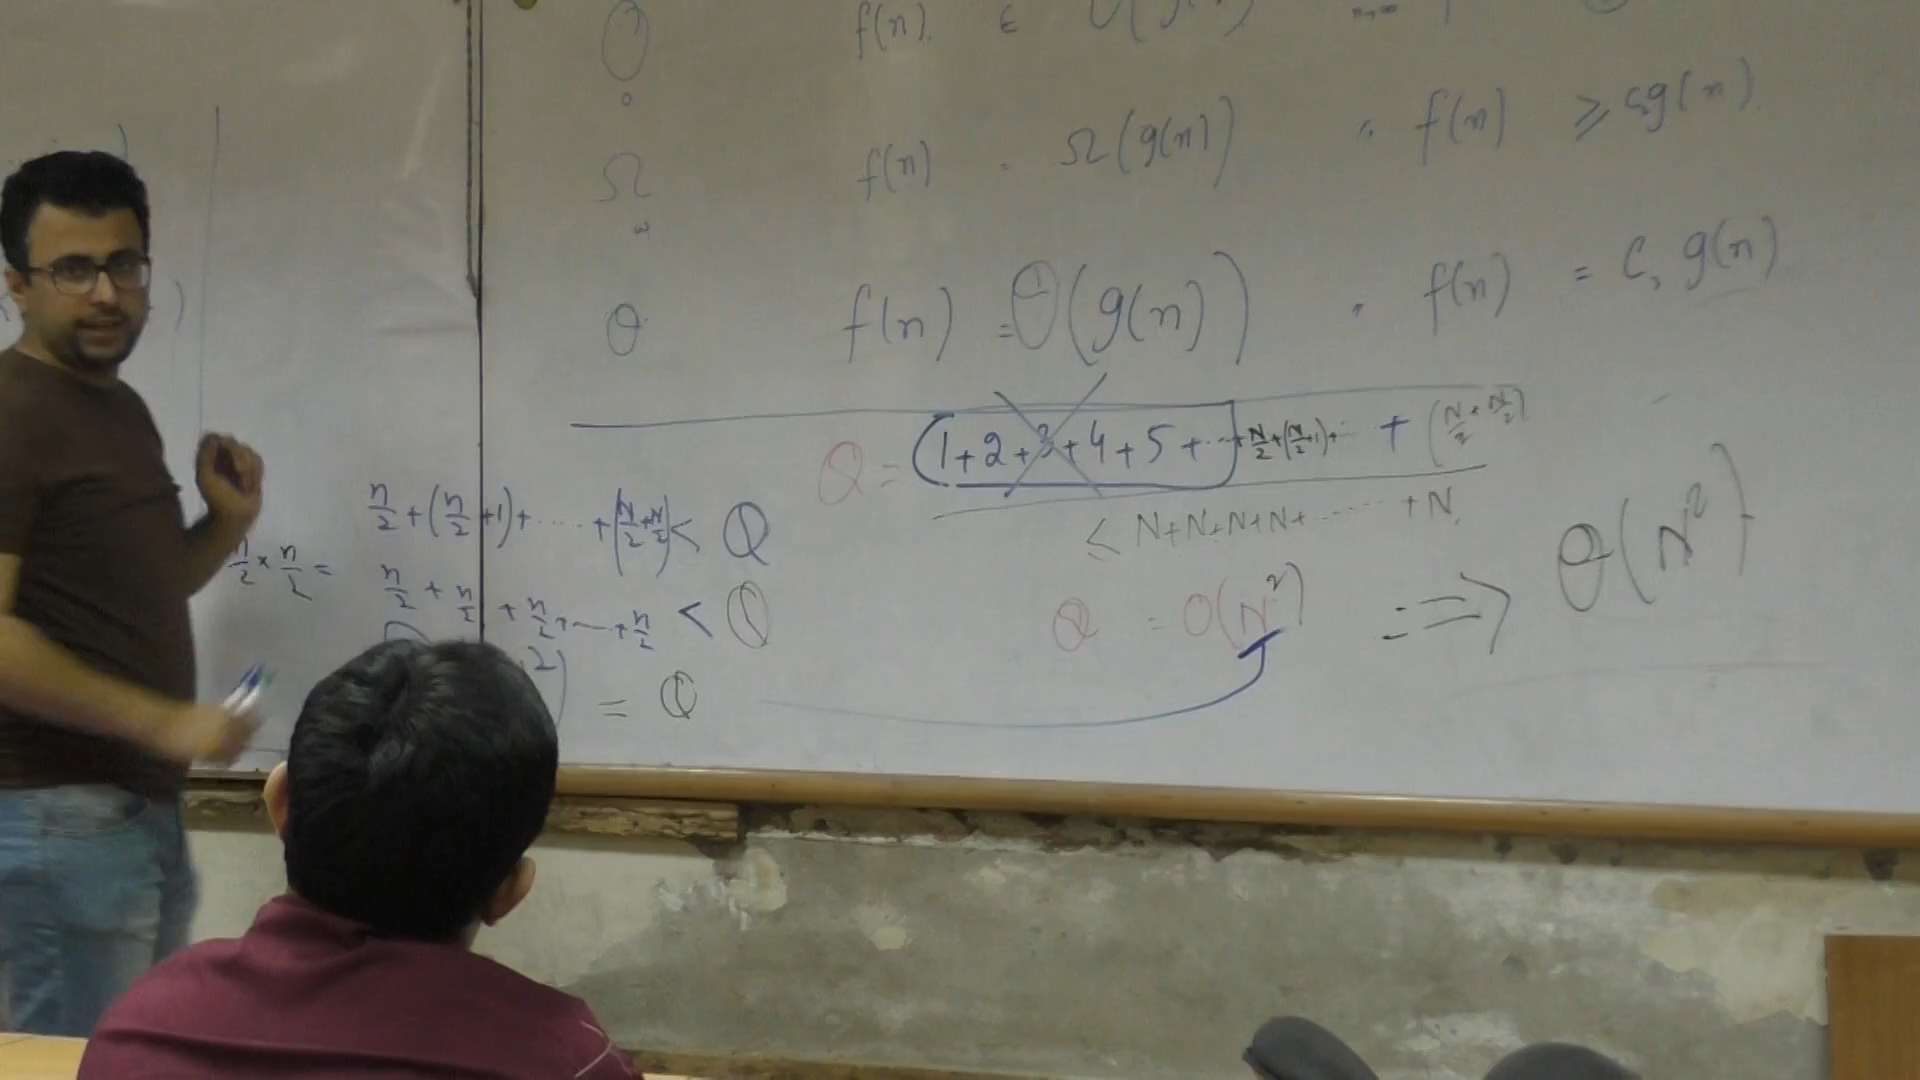 O f(n) ∈ O(g(n)) n→∞
o
Ω f(n) = Ω(g(n)) f(n) ≥ c g(n)
ω
Θ f(n) = Θ(g(n)) f(n) = C, g(n)
Q = (1+2+3+4+5+...+N/2+(N/2+1)+... + (N/2+N/2)
≤ N+N+N+N+......+N
n/2+(n/2+1)+....+(N/2+N/2) < Q
n/2 × n/2 = n/2+n/2+n/2+...+n/2 < Q
Q = O(N²) ⇒ Θ(N²)
2) = Q